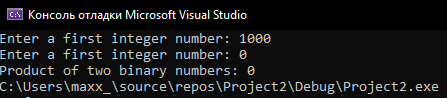 Консоль отладки Microsoft Visual Studio
Enter a first integer number: 1000
Enter a first integer number: 0
Product of two binary numbers: 0
C:\Users\maxx_\source\repos\Project2\Debug\Project2.exe